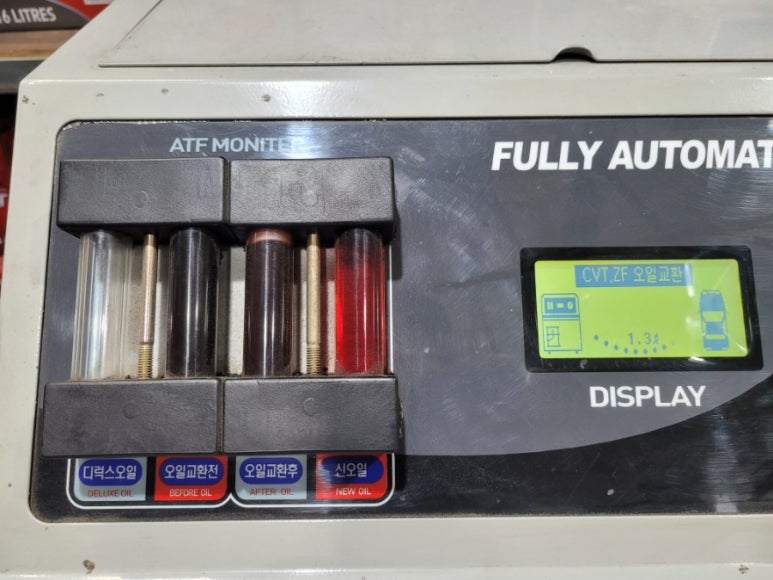 6 LITRES
ATF MONITER
FULLY AUTOMAT
CVT,ZF 오일교환
1.3ℓ
DISPLAY
디럭스오일
DELUXE OIL
오일교환전
BEFORE OIL
오일교환후
AFTER OIL
신오일
NEW OIL